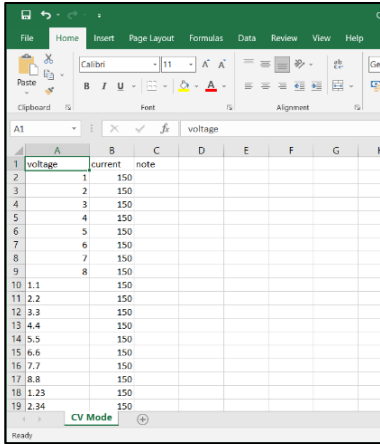 File Home Insert Page Layout Formulas Data Review View Help
Calibri 11 A A ab
Paste B I U A
Clipboard Font Alignment
A1 fx voltage
A B C D E F G
1 voltage current note
2 1 150
3 2 150
4 3 150
5 4 150
6 5 150
7 6 150
8 7 150
9 8 150
10 1.1 150
11 2.2 150
12 3.3 150
13 4.4 150
14 5.5 150
15 6.6 150
16 7.7 150
17 8.8 150
18 1.23 150
19 2.34 150
CV Mode
Ready